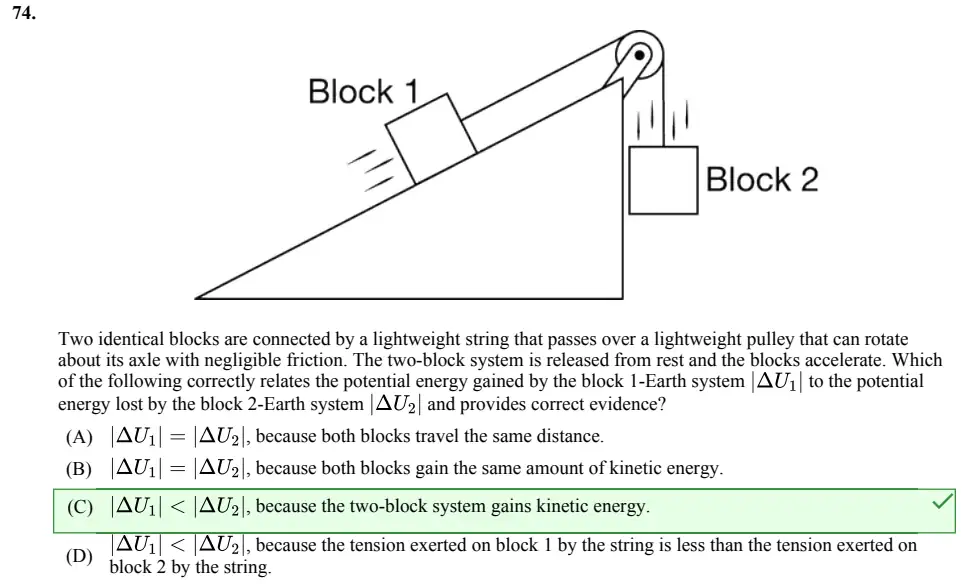 74.
Block 1
Block 2
Two identical blocks are connected by a lightweight string that passes over a lightweight pulley that can rotate
about its axle with negligible friction. The two-block system is released from rest and the blocks accelerate. Which
of the following correctly relates the potential energy gained by the block 1-Earth system |ΔU₁| to the potential
energy lost by the block 2-Earth system |ΔU₂| and provides correct evidence?
(A) |ΔU₁| = |ΔU₂|, because both blocks travel the same distance.
(B) |ΔU₁| = |ΔU₂|, because both blocks gain the same amount of kinetic energy.
(C) |ΔU₁| < |ΔU₂|, because the two-block system gains kinetic energy.
(D) |ΔU₁| < |ΔU₂|, because the tension exerted on block 1 by the string is less than the tension exerted on
block 2 by the string.